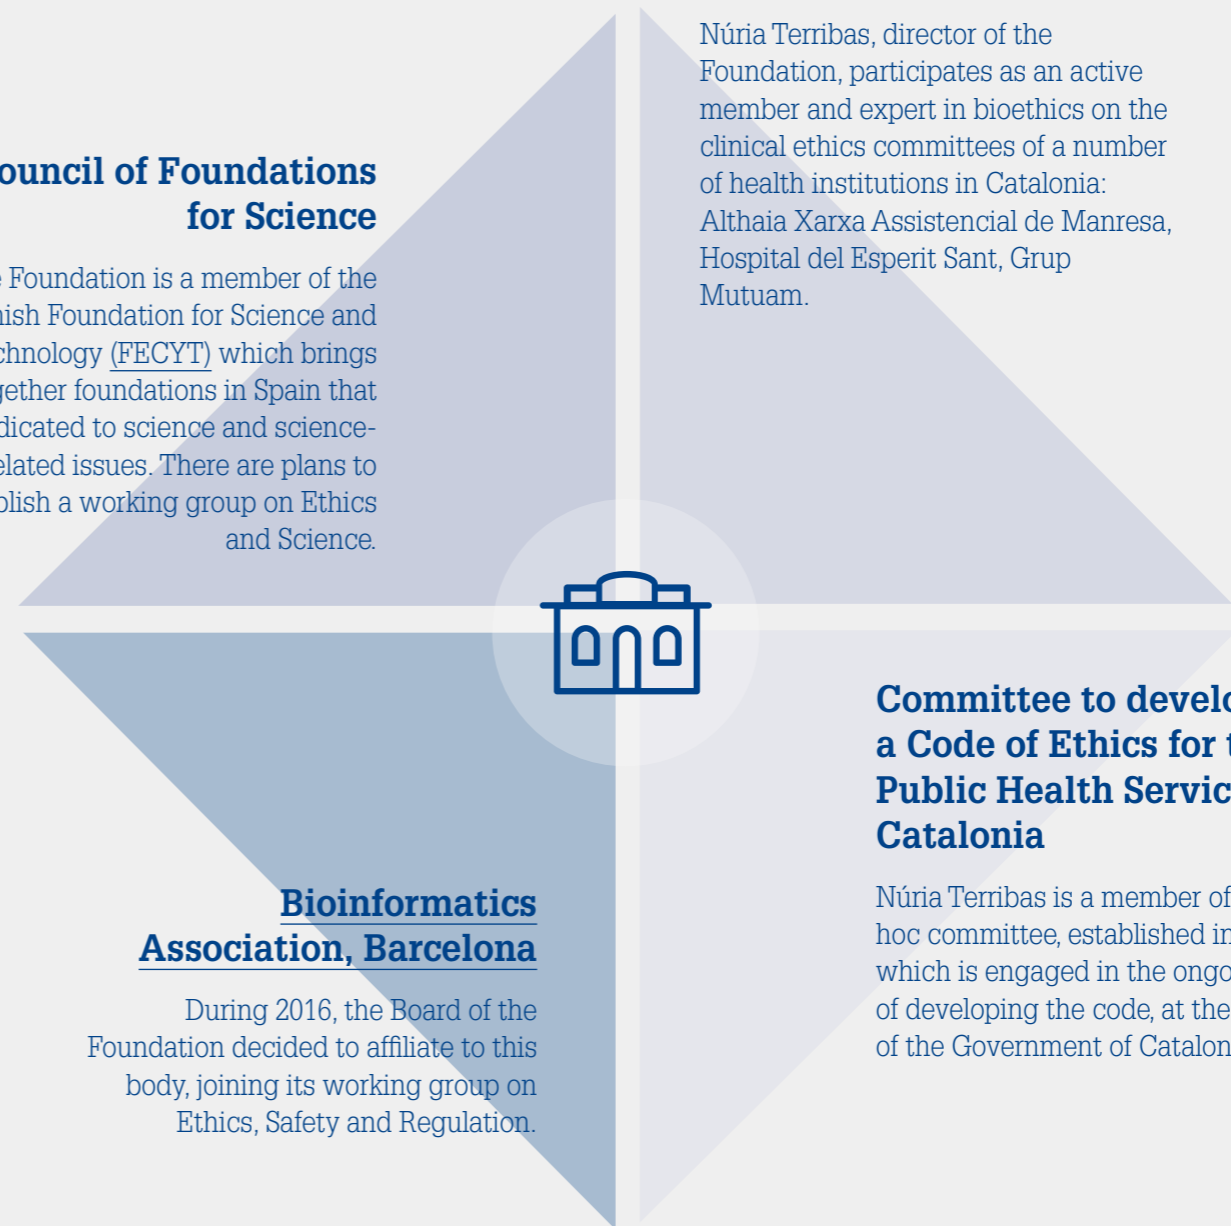 ouncil of Foundations
for Science
Foundation is a member of the
nish Foundation for Science and
chnology (FECYT) which brings
gether foundations in Spain that
dicated to science and science-
elated issues. There are plans to
blish a working group on Ethics
and Science.
Núria Terribas, director of the
Foundation, participates as an active
member and expert in bioethics on the
clinical ethics committees of a number
of health institutions in Catalonia:
Althaia Xarxa Assistencial de Manresa,
Hospital del Esperit Sant, Grup
Mutuam.
Bioinformatics
Association, Barcelona
During 2016, the Board of the
Foundation decided to affiliate to this
body, joining its working group on
Ethics, Safety and Regulation.
Committee to develo
a Code of Ethics for t
Public Health Servic
Catalonia
Núria Terribas is a member of
hoc committee, established in
which is engaged in the ongo
of developing the code, at the
of the Government of Catalon